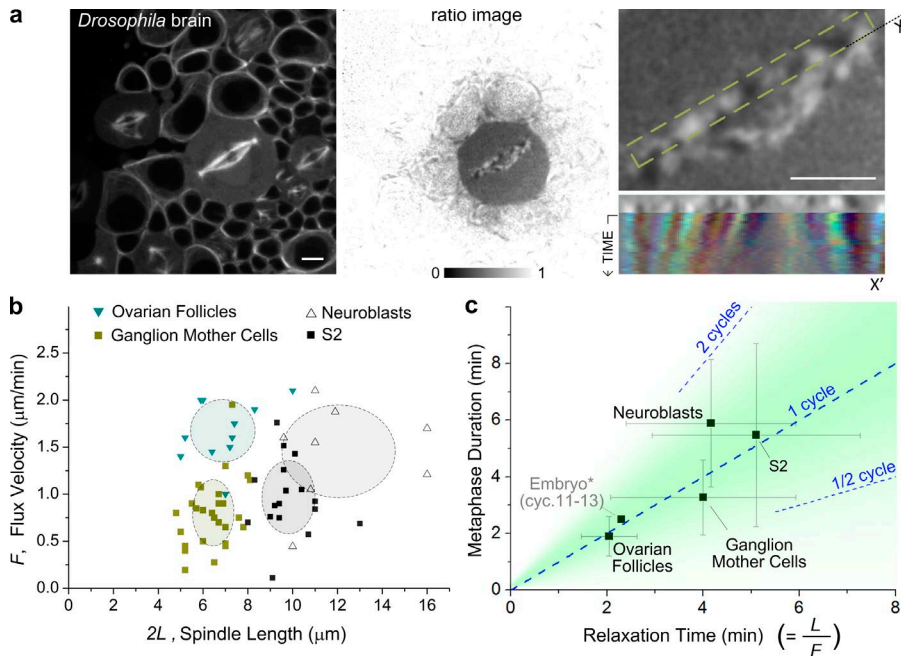 a
Drosophila brain
ratio image
Y
0 1
TIME
X'
b
Ovarian Follicles
Neuroblasts
Ganglion Mother Cells
S2
F, Flux Velocity (μm/min)
2.5
2.0
1.5
1.0
0.5
0.0
0 2 4 6 8 10 12 14 16
2L, Spindle Length (μm)
c
Metaphase Duration (min)
8
6
4
2
0
2 cycles
1 cycle
1/2 cycle
Neuroblasts
S2
Embryo*
(cyc.11-13)
Ovarian
Follicles
Ganglion
Mother Cells
0 2 4 6 8
Relaxation Time (min) (= L/F)